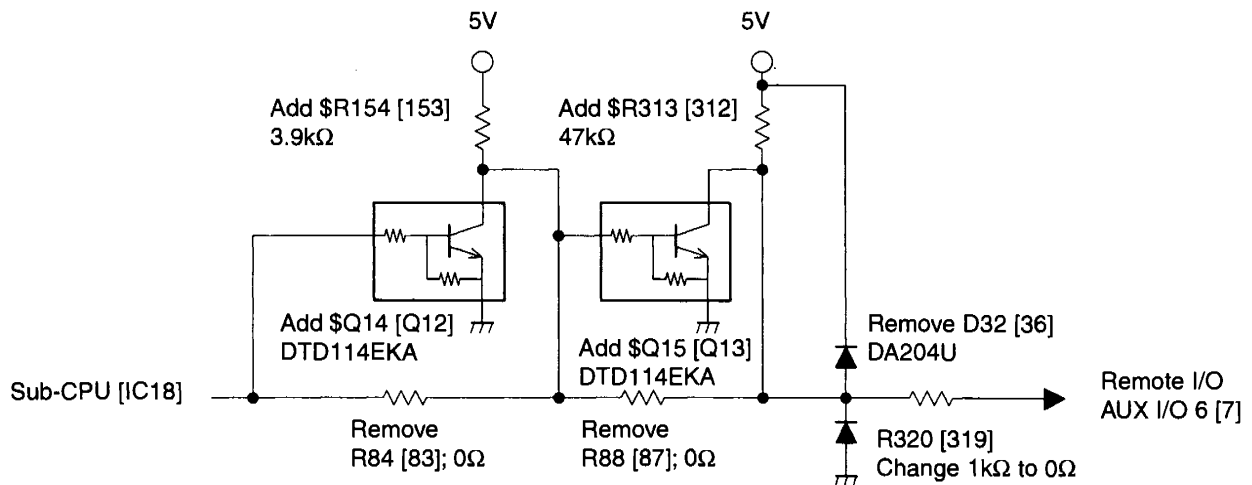 5V
5V
Add $R154 [153]
3.9kΩ
Add $R313 [312]
47kΩ
Add $Q14 [Q12]
DTD114EKA
Add $Q15 [Q13]
DTD114EKA
Remove D32 [36]
DA204U
Sub-CPU [IC18]
Remote I/O
AUX I/O 6 [7]
Remove
R84 [83]; 0Ω
Remove
R88 [87]; 0Ω
R320 [319]
Change 1kΩ to 0Ω